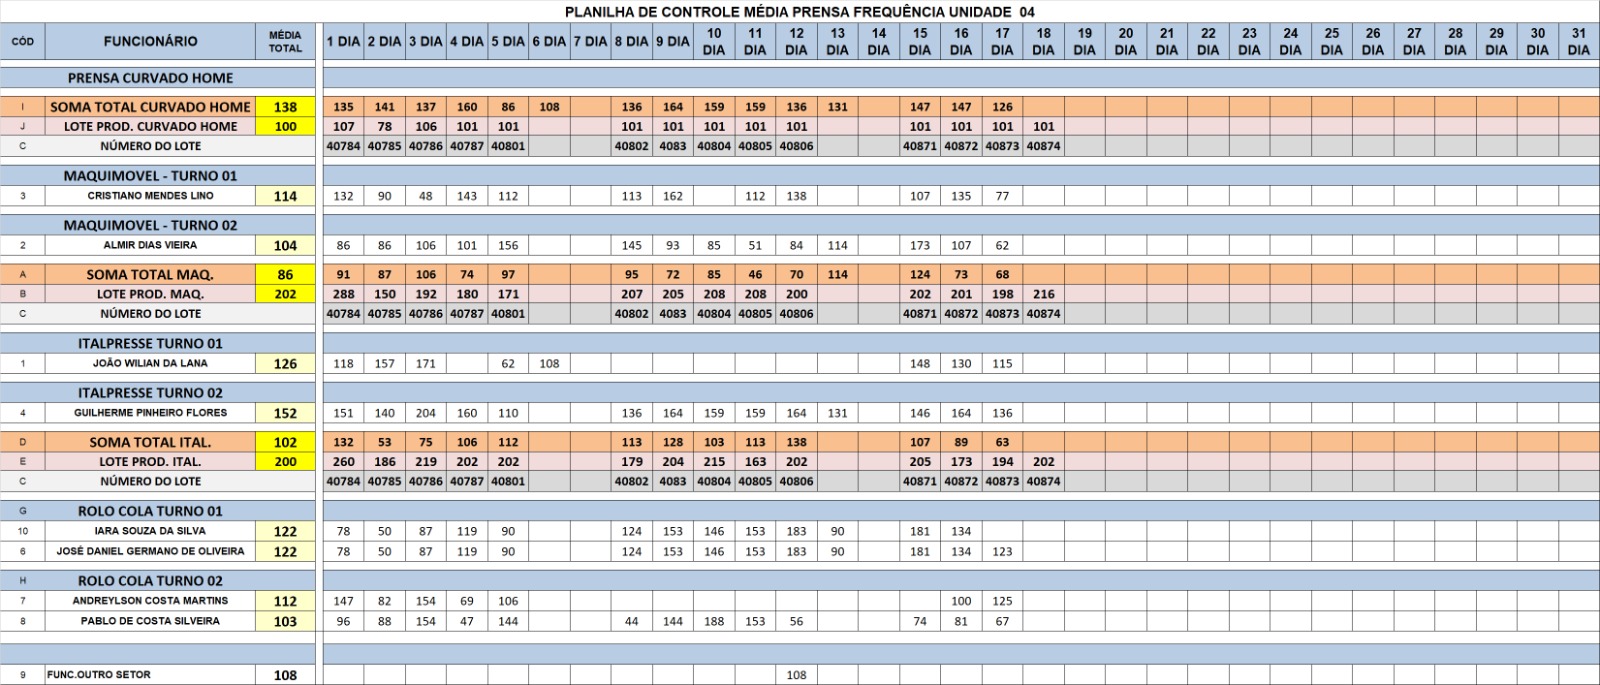 PLANILHA DE CONTROLE MÉDIA PRENSA FREQUÊNCIA UNIDADE 04
CÓD FUNCIONÁRIO MÉDIA TOTAL 1 DIA 2 DIA 3 DIA 4 DIA 5 DIA 6 DIA 7 DIA 8 DIA 9 DIA 10 DIA 11 DIA 12 DIA 13 DIA 14 DIA 15 DIA 16 DIA 17 DIA 18 DIA 19 DIA 20 DIA 21 DIA 22 DIA 23 DIA 24 DIA 25 DIA 26 DIA 27 DIA 28 DIA 29 DIA 30 DIA 31 DIA
PRENSA CURVADO HOME
I SOMA TOTAL CURVADO HOME 138 135 141 137 160 86 108 136 164 159 159 136 131 147 147 126
J LOTE PROD. CURVADO HOME 100 107 78 106 101 101 101 101 101 101 101 101 101 101 101
C NÚMERO DO LOTE 40784 40785 40786 40787 40801 40802 4083 40804 40805 40806 40871 40872 40873 40874
MAQUIMOVEL - TURNO 01
3 CRISTIANO MENDES LINO 114 132 90 48 143 112 113 162 112 138 107 135 77
MAQUIMOVEL - TURNO 02
2 ALMIR DIAS VIEIRA 104 86 86 106 101 156 145 93 85 51 84 114 173 107 62
A SOMA TOTAL MAQ. 86 91 87 106 74 97 95 72 85 46 70 114 124 73 68
B LOTE PROD. MAQ. 202 288 150 192 180 171 207 205 208 208 200 202 201 198 216
C NÚMERO DO LOTE 40784 40785 40786 40787 40801 40802 4083 40804 40805 40806 40871 40872 40873 40874
ITALPRESSE TURNO 01
1 JOÃO WILIAN DA LANA 126 118 157 171 62 108 148 130 115
ITALPRESSE TURNO 02
4 GUILHERME PINHEIRO FLORES 152 151 140 204 160 110 136 164 159 159 164 131 146 164 136
D SOMA TOTAL ITAL. 102 132 53 75 106 112 113 128 103 113 138 107 89 63
E LOTE PROD. ITAL. 200 260 186 219 202 202 179 204 215 163 202 205 173 194 202
C NÚMERO DO LOTE 40784 40785 40786 40787 40801 40802 4083 40804 40805 40806 40871 40872 40873 40874
G ROLO COLA TURNO 01
10 IARA SOUZA DA SILVA 122 78 50 87 119 90 124 153 146 153 183 90 181 134
6 JOSÉ DANIEL GERMANO DE OLIVEIRA 122 78 50 87 119 90 124 153 146 153 183 90 181 134 123
H ROLO COLA TURNO 02
7 ANDREYLSON COSTA MARTINS 112 147 82 154 69 106 100 125
8 PABLO DE COSTA SILVEIRA 103 96 88 154 47 144 44 144 188 153 56 74 81 67
9 FUNC.OUTRO SETOR 108 108